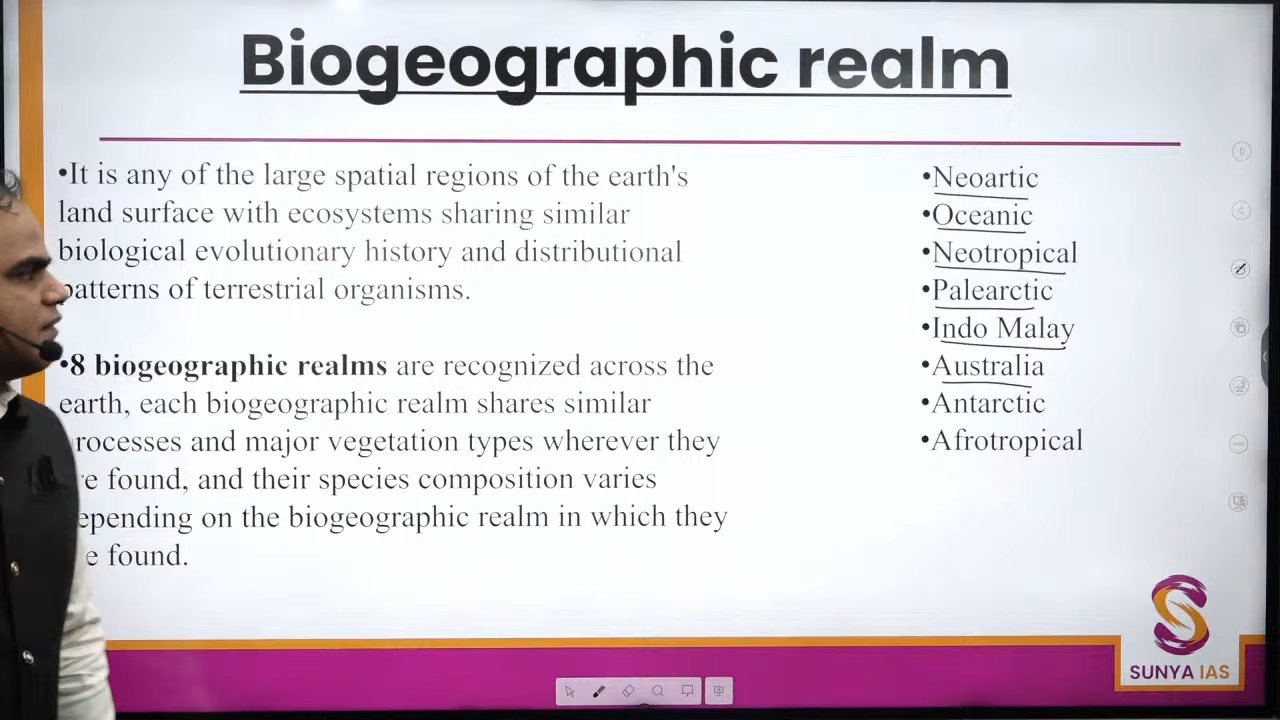 Biogeographic realm
•It is any of the large spatial regions of the earth's
land surface with ecosystems sharing similar
biological evolutionary history and distributional
patterns of terrestrial organisms.
•8 biogeographic realms are recognized across the
earth, each biogeographic realm shares similar
processes and major vegetation types wherever they
found, and their species composition varies
depending on the biogeographic realm in which they
found.
•Neoartic
•Oceanic
•Neotropical
•Palearctic
•Indo Malay
•Australia
•Antarctic
•Afrotropical
SUNYA IAS